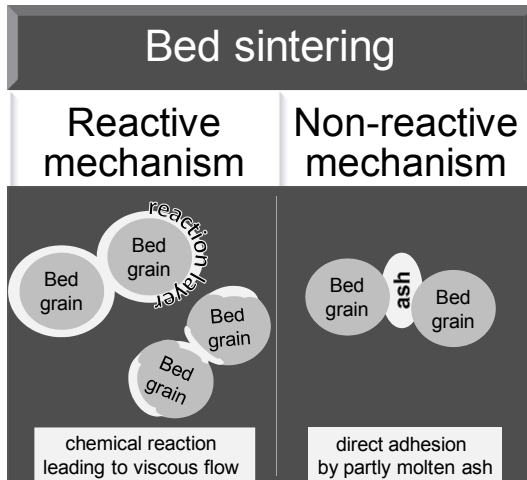 Bed sintering
Reactive
mechanism
Non-reactive
mechanism
reaction layer
Bed
grain
Bed
grain
Bed
grain
Bed
grain
chemical reaction
leading to viscous flow
Bed
grain
ash
Bed
grain
direct adhesion
by partly molten ash